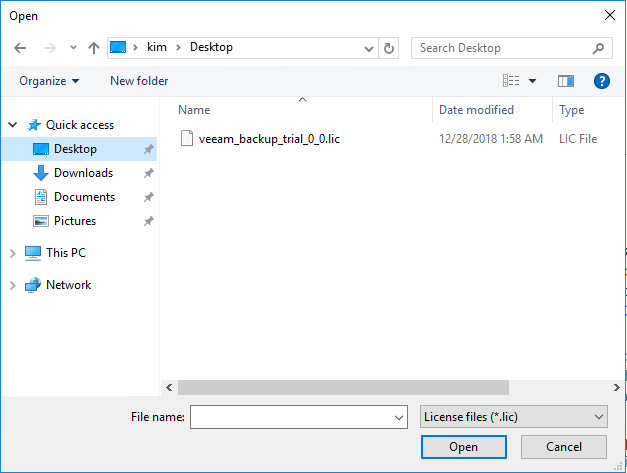 Open
kim Desktop
Search Desktop
Organize New folder
Name Date modified Type
Quick access
Desktop
Downloads
Documents
Pictures
This PC
Network
veeam_backup_trial_0_0.lic 12/28/2018 1:58 AM LIC File
File name: License files (*.lic)
Open Cancel